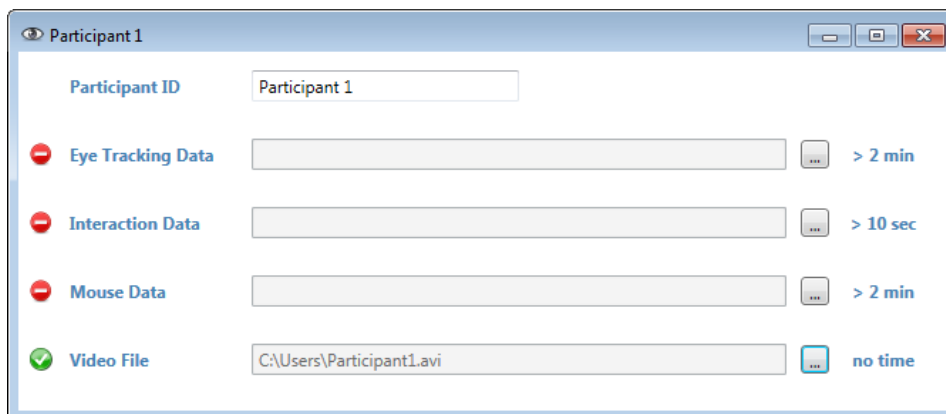 Participant 1
Participant ID Participant 1
Eye Tracking Data ... > 2 min
Interaction Data ... > 10 sec
Mouse Data ... > 2 min
Video File C:\Users\Participant1.avi ... no time